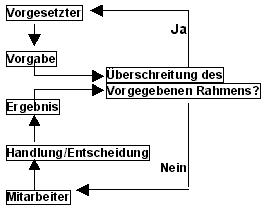 Vorgesetzter
Ja
Vorgabe
Überschreitung des
Vorgegebenen Rahmens?
Ergebnis
Handlung/Entscheidung
Nein
Mitarbeiter